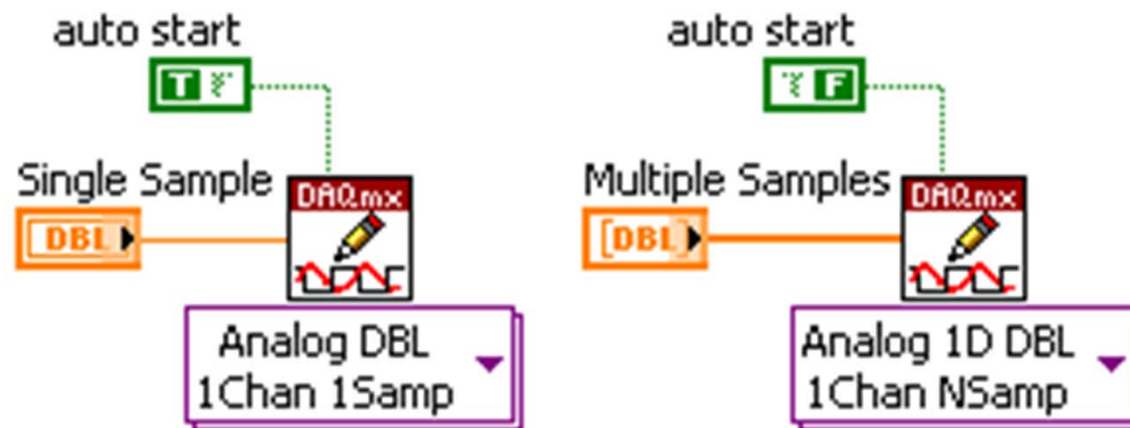 auto start
T
Single Sample
DBL
DAQmx
Analog DBL
1Chan 1Samp
auto start
F
Multiple Samples
[DBL]
DAQmx
Analog 1D DBL
1Chan NSamp